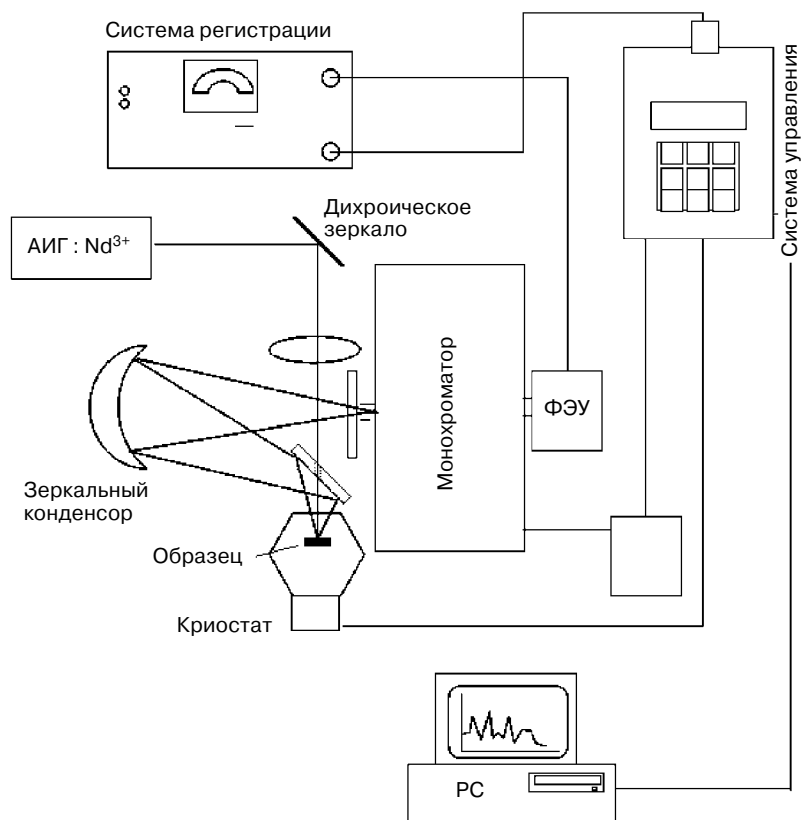 Система регистрации
Система управления
Дихроическое
зеркало
АИГ : Nd³⁺
Монохроматор
ФЭУ
Зеркальный
конденсор
Образец
Криостат
PC